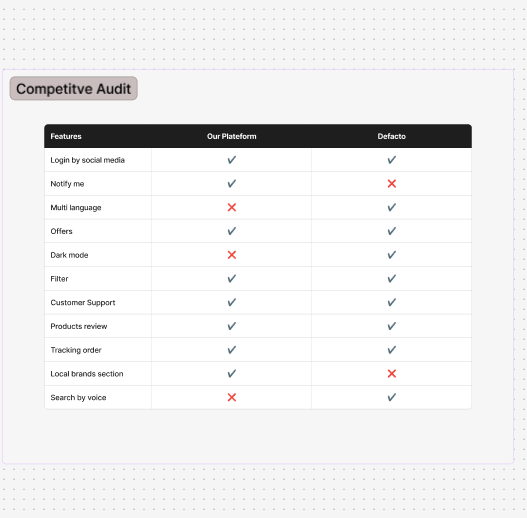 Competitve Audit
Features Our Plateform Defacto
Login by social media ✔ ✔
Notify me ✔ ❌
Multi language ❌ ✔
Offers ✔ ✔
Dark mode ❌ ✔
Filter ✔ ✔
Customer Support ✔ ✔
Products review ✔ ✔
Tracking order ✔ ✔
Local brands section ✔ ❌
Search by voice ❌ ✔